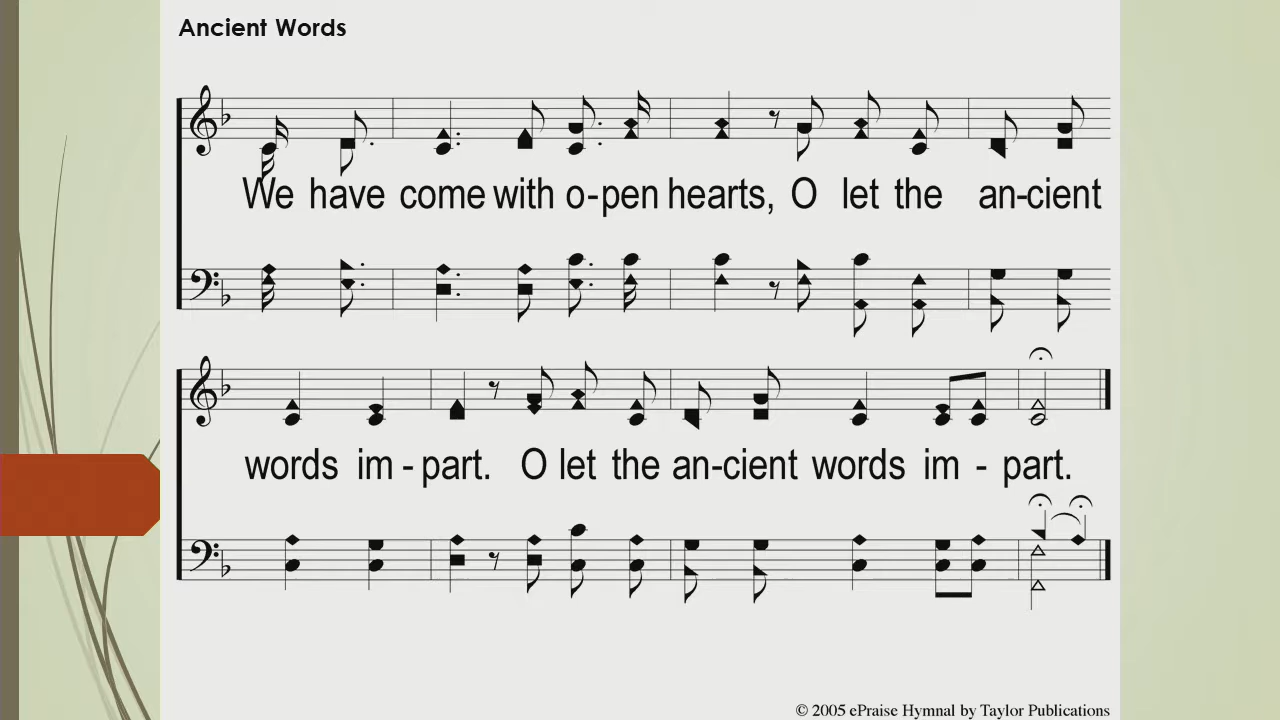 Ancient Words
We have come with o-pen hearts, O let the an-cient
words im - part. O let the an-cient words im - part.
© 2005 ePraise Hymnal by Taylor Publications